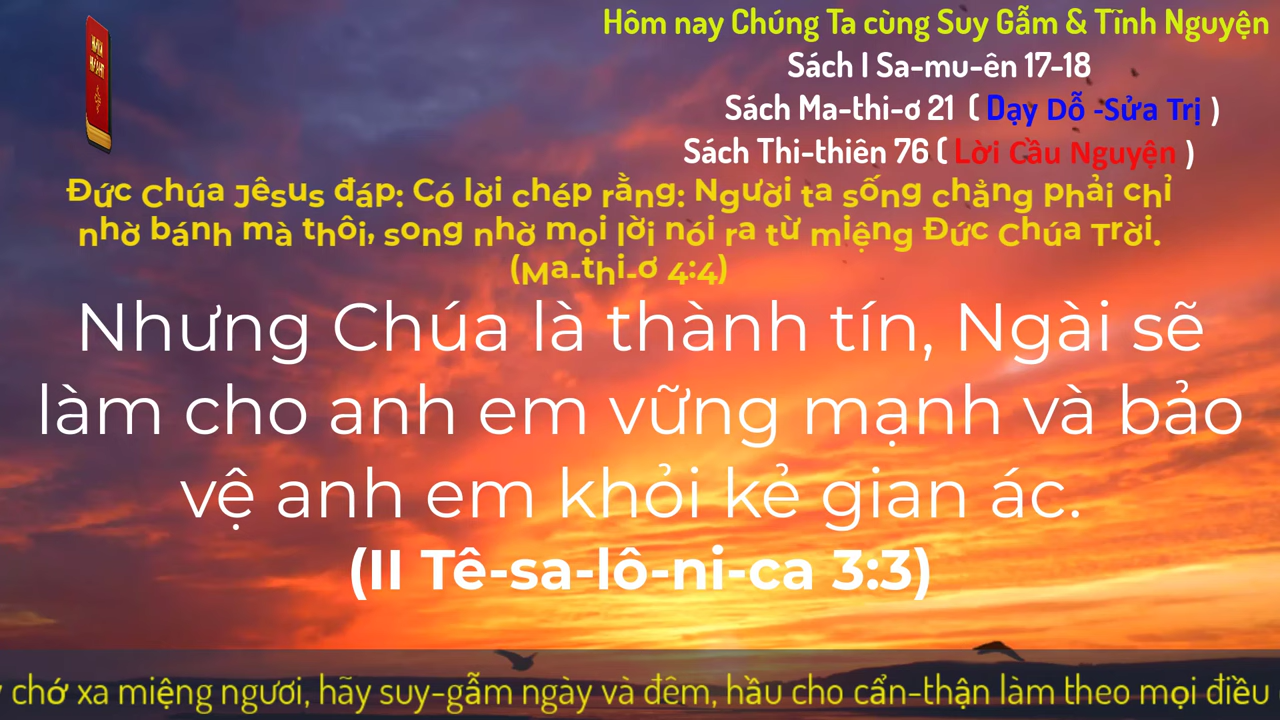 Hôm nay Chúng Ta cùng Suy Gẫm & Tĩnh Nguyện
Sách I Sa-mu-ên 17-18
Sách Ma-thi-ơ 21 ( Dạy Dỗ -Sửa Trị )
Sách Thi-thiên 76 ( Lời Cầu Nguyện )
Đức Chúa Jêsus đáp: Có lời chép rằng: Người ta sống chẳng phải chỉ
nhờ bánh mà thôi, song nhờ mọi lời nói ra từ miệng Đức Chúa Trời.
(Ma-thi-ơ 4:4)
Nhưng Chúa là thành tín, Ngài sẽ
làm cho anh em vững mạnh và bảo
vệ anh em khỏi kẻ gian ác.
(II Tê-sa-lô-ni-ca 3:3)
chớ xa miệng ngươi, hãy suy-gẫm ngày và đêm, hầu cho cẩn-thận làm theo mọi điều